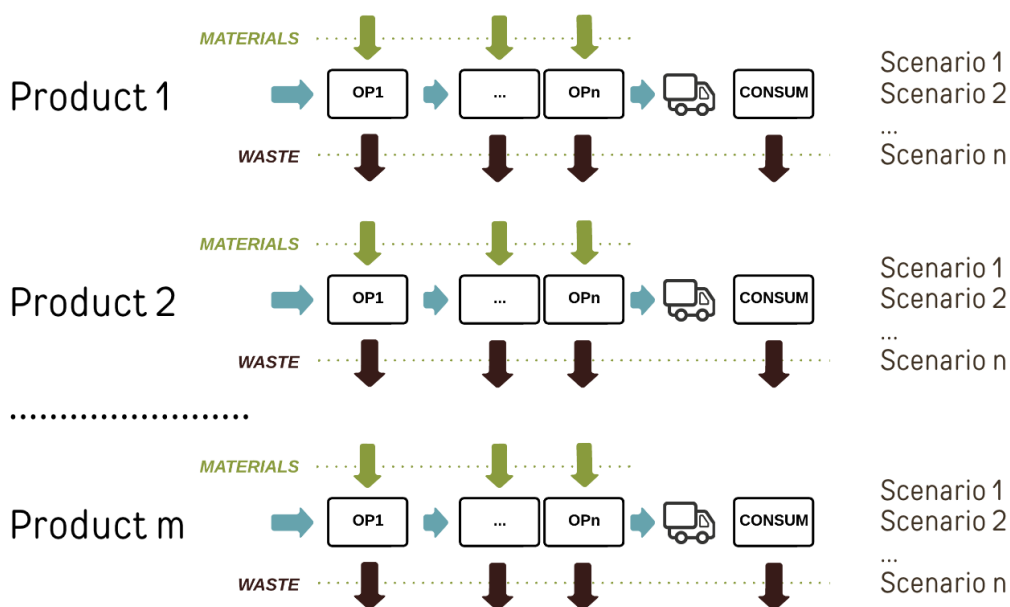 MATERIALS
Product 1
OP1
...
OPn
CONSUM
Scenario 1
Scenario 2
...
Scenario n
WASTE
MATERIALS
Product 2
OP1
...
OPn
CONSUM
Scenario 1
Scenario 2
...
Scenario n
WASTE
........................
MATERIALS
Product m
OP1
...
OPn
CONSUM
Scenario 1
Scenario 2
...
Scenario n
WASTE